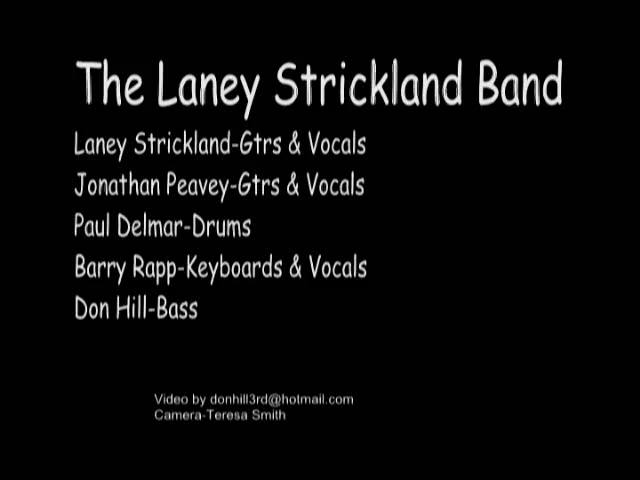 The Laney Strickland Band
Laney Strickland-Gtrs & Vocals
Jonathan Peavey-Gtrs & Vocals
Paul Delmar-Drums
Barry Rapp-Keyboards & Vocals
Don Hill-Bass
Video by donhill3rd@hotmail.com
Camera-Teresa Smith